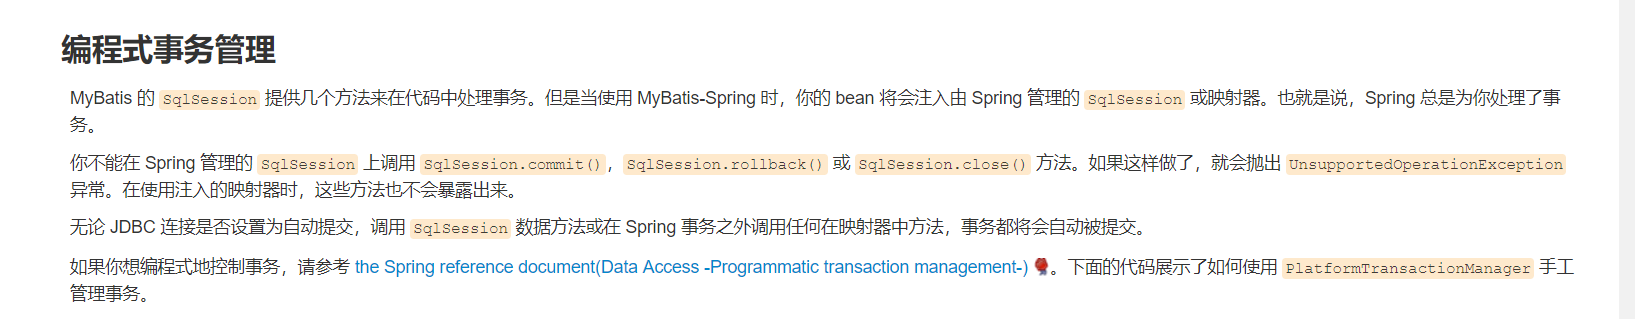 编程式事务管理
MyBatis 的 SqlSession 提供几个方法来在代码中处理事务。但是当使用 MyBatis-Spring 时，你的 bean 将会注入由 Spring 管理的 SqlSession 或映射器。也就是说，Spring 总是为你处理了事
务。
你不能在 Spring 管理的 SqlSession 上调用 SqlSession.commit()，SqlSession.rollback() 或 SqlSession.close() 方法。如果这样做了，就会抛出 UnsupportedOperationException
异常。在使用注入的映射器时，这些方法也不会暴露出来。
无论 JDBC 连接是否设置为自动提交，调用 SqlSession 数据方法或在 Spring 事务之外调用任何在映射器中方法，事务都将会自动被提交。
如果你想编程式地控制事务，请参考 the Spring reference document(Data Access -Programmatic transaction management-) 。下面的代码展示了如何使用 PlatformTransactionManager 手工
管理事务。